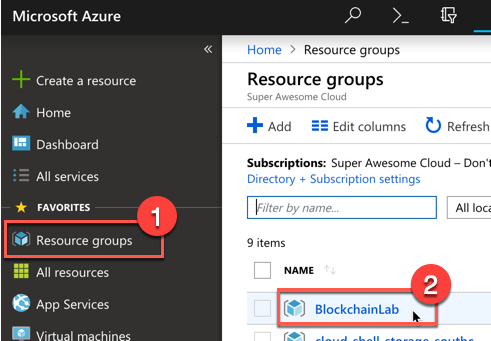 Microsoft Azure
Home > Resource groups
Create a resource
Home
Dashboard
All services
FAVORITES
Resource groups
1
All resources
App Services
Virtual machines
Resource groups
Super Awesome Cloud
Add
Edit columns
Refresh
Subscriptions: Super Awesome Cloud – Don't
Directory + Subscription settings
Filter by name...
All loca
9 items
NAME
BlockchainLab
2
cloud-shell-storage-southc